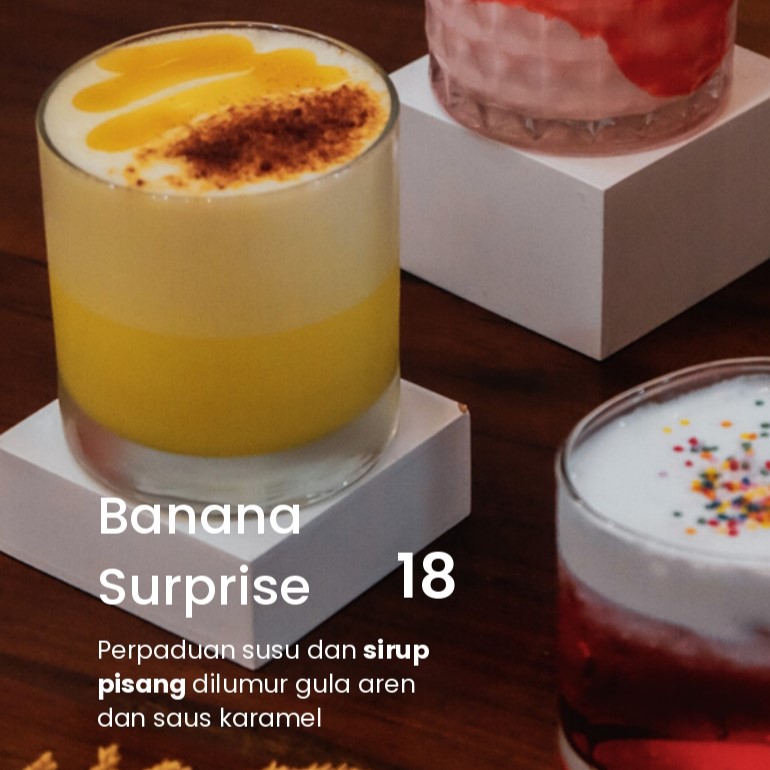 Banana
Surprise
18
Perpaduan susu dan sirup
pisang dilumur gula aren
dan saus karamel